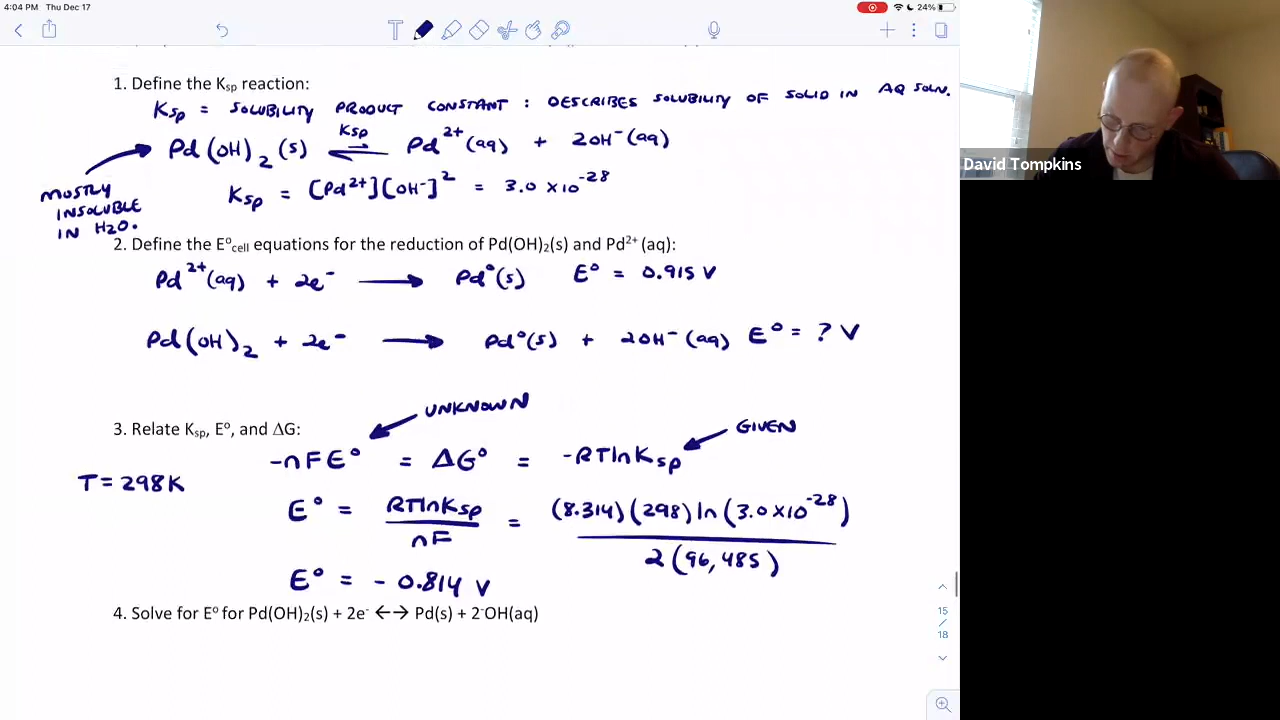 4:04 PM Thu Dec 17
24%
1. Define the Ksp reaction:
Ksp = SOLUBILITY PRODUCT CONSTANT : DESCRIBES SOLUBILITY OF SOLID IN AQ SOLN.
Ksp
Pd(OH)₂(s) ⇌ Pd²⁺(aq) + 2OH⁻(aq)
MOSTLY
INSOLUBLE
IN H₂O.
Ksp = [Pd²⁺][OH⁻]² = 3.0 × 10⁻²⁸
2. Define the E°cell equations for the reduction of Pd(OH)₂(s) and Pd²⁺ (aq):
Pd²⁺(aq) + 2e⁻ → Pd°(s) E° = 0.915 V
Pd(OH)₂ + 2e⁻ → Pd°(s) + 2OH⁻(aq) E° = ? V
UNKNOWN
3. Relate Ksp, E°, and ΔG:
GIVEN
-nFE° = ΔG° = -RTlnKsp
T = 298K
E° = RTlnKsp / nF = (8.314)(298)ln(3.0 × 10⁻²⁸) / 2(96,485)
E° = - 0.814 V
4. Solve for E° for Pd(OH)₂(s) + 2e⁻ ←→ Pd(s) + 2⁻OH(aq)
15
/
18
David Tompkins